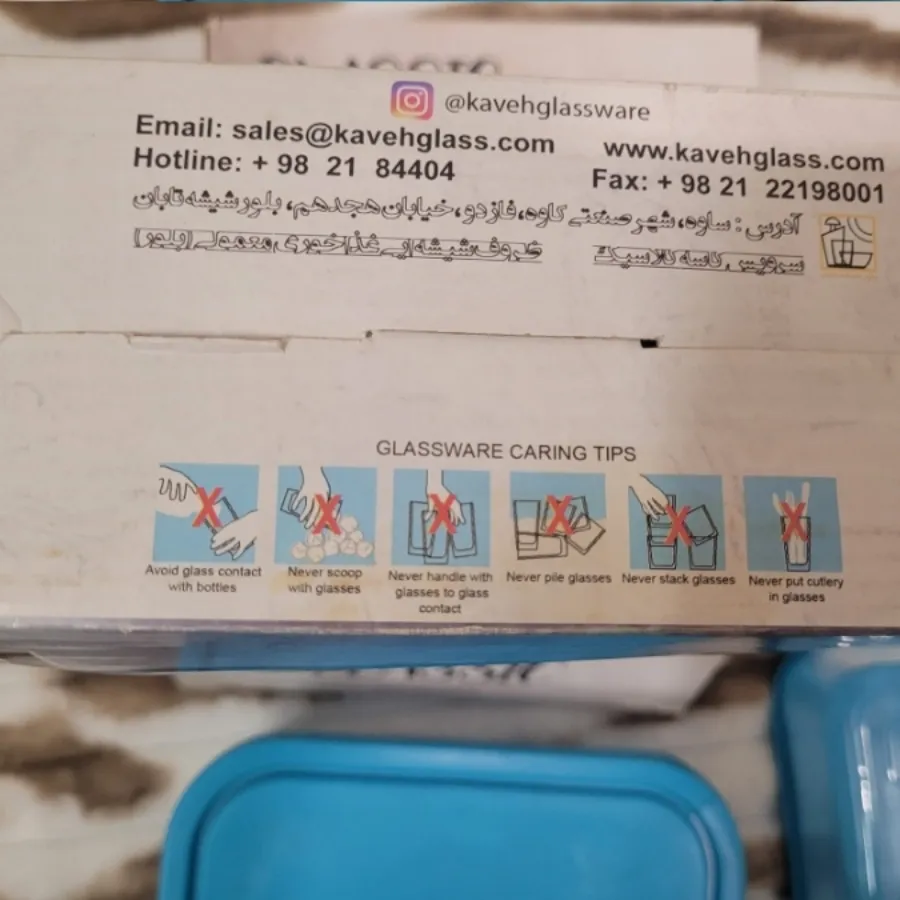 @kavehglassware
Email: sales@kavehglass.com
www.kavehglass.com
Hotline: + 98 21 84404
Fax: + 98 21 22198001
آدرس: ساوه، شهر صنعتی کاوه، فاز دو، خیابان هجدهم، بلور شیشه تابان
سرویس کاسه کلاسیک
ظروف شیشه ایی غذاخوری معمولی (بلور)
GLASSWARE CARING TIPS
Avoid glass contact
with bottles
Never scoop
with glasses
Never handle with
glasses to glass
contact
Never pile glasses
Never stack glasses
Never put cutlery
in glasses